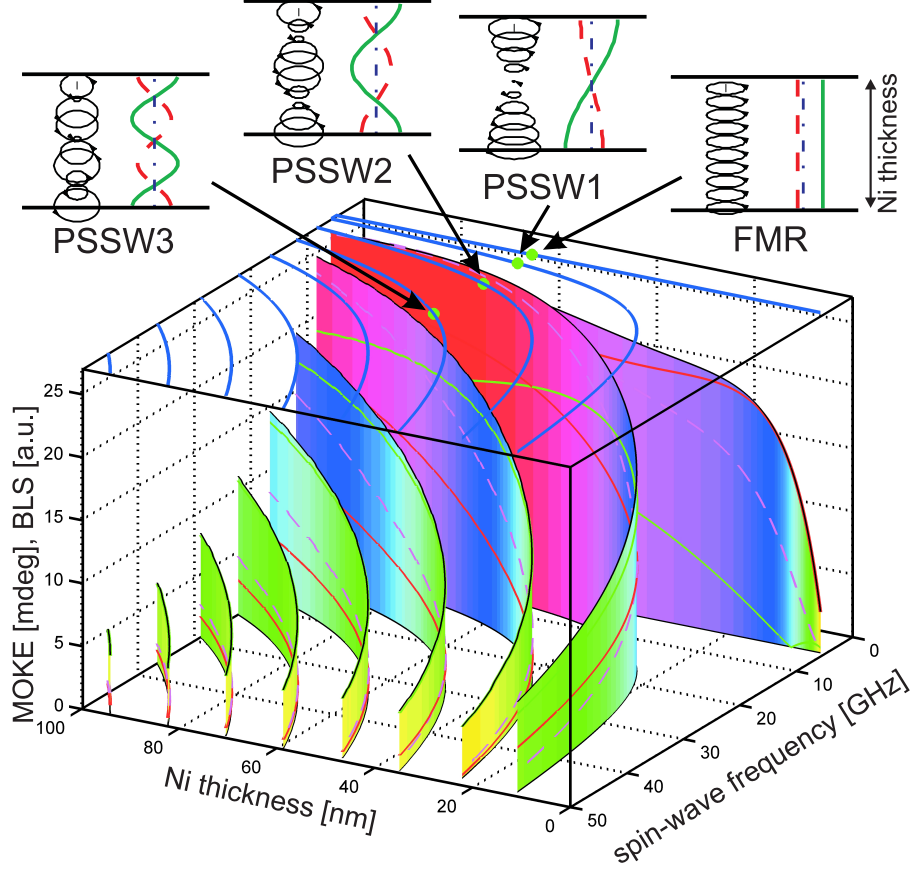 PSSW3
PSSW2
PSSW1
FMR
Ni thickness
MOKE [mdeg], BLS [a.u.]
25
20
15
10
5
0
100
80
60
40
20
0
Ni thickness [nm]
50
40
30
20
10
0
spin-wave frequency [GHz]